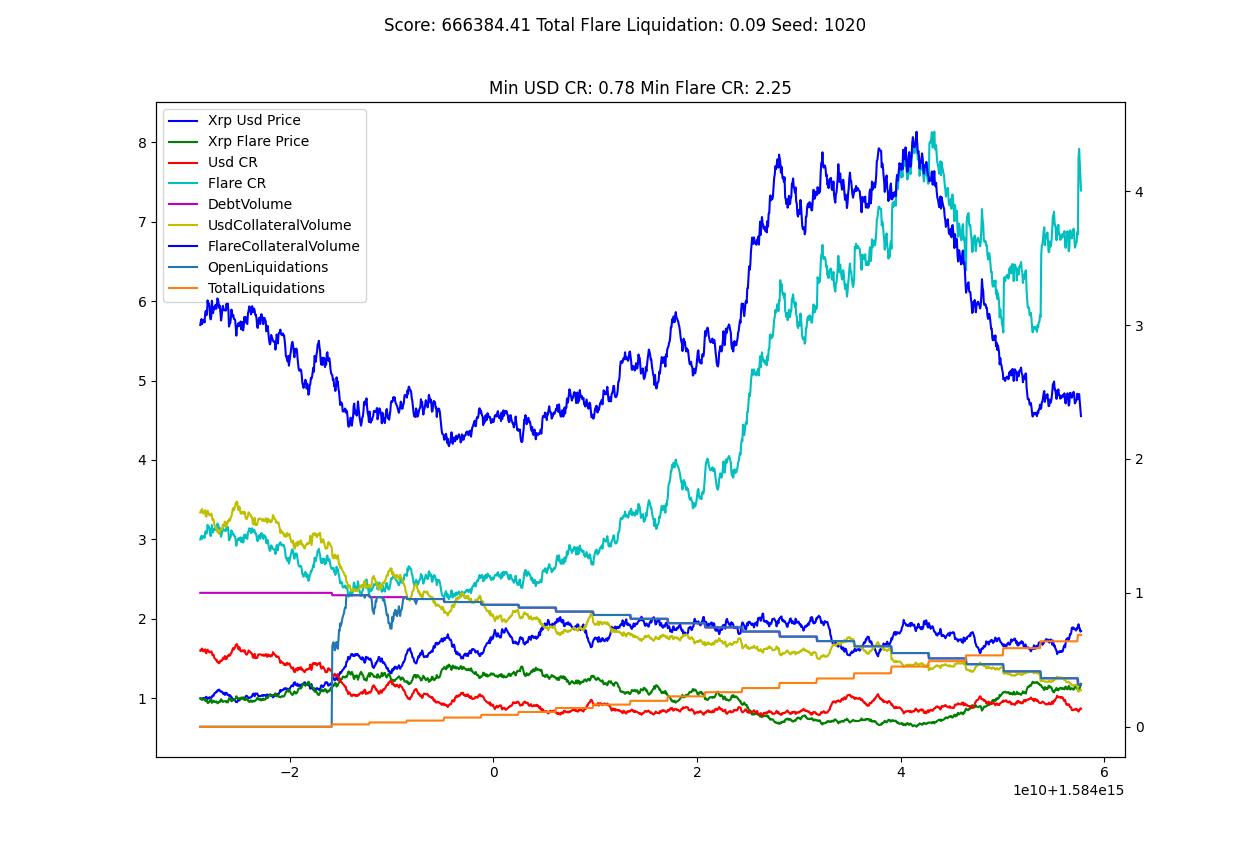 Score: 666384.41 Total Flare Liquidation: 0.09 Seed: 1020
Min USD CR: 0.78 Min Flare CR: 2.25
Xrp Usd Price
Xrp Flare Price
Usd CR
Flare CR
DebtVolume
UsdCollateralVolume
FlareCollateralVolume
OpenLiquidations
TotalLiquidations
8
7
6
5
4
3
2
1
4
3
2
1
0
−2
0
2
4
6
1e10+1.584e15